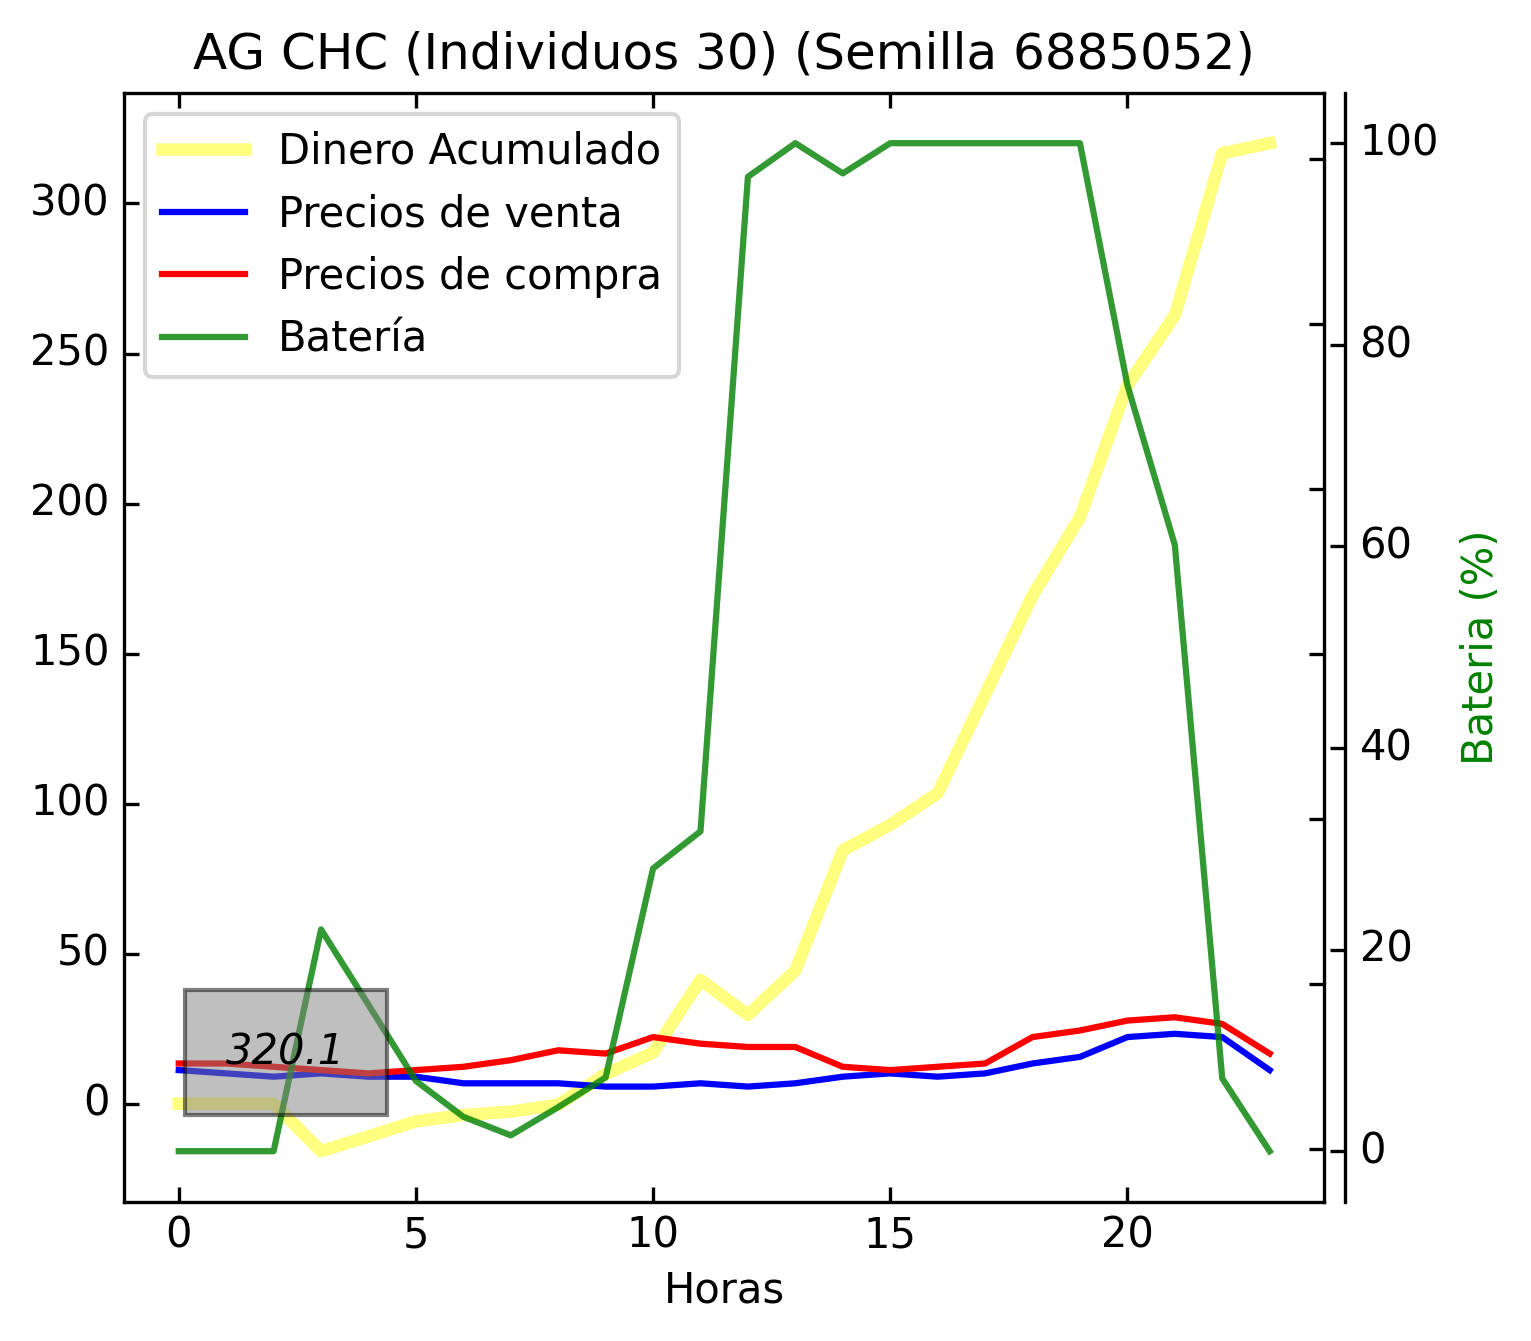 AG CHC (Individuos 30) (Semilla 6885052)
Dinero Acumulado
Precios de venta
Precios de compra
Batería
300
250
200
150
100
50
0
320.1
100
80
60
40
20
0
Bateria (%)
0 5 10 15 20
Horas